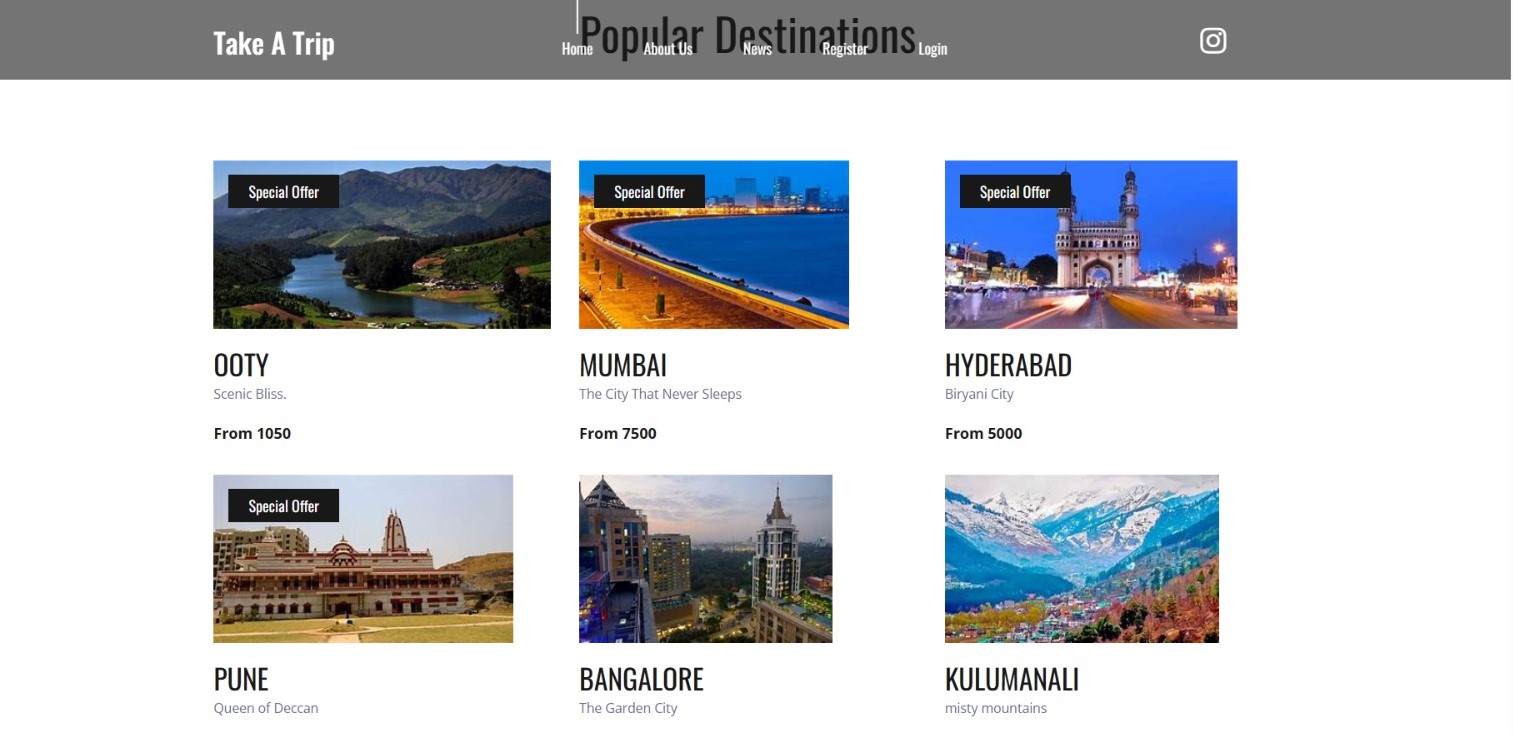 Popular Destinations
Take A Trip
Home About Us News Register Login
Special Offer Special Offer Special Offer
OOTY MUMBAI HYDERABAD
Scenic Bliss. The City That Never Sleeps Biryani City
From 1050 From 7500 From 5000
Special Offer
PUNE BANGALORE KULUMANALI
Queen of Deccan The Garden City misty mountains